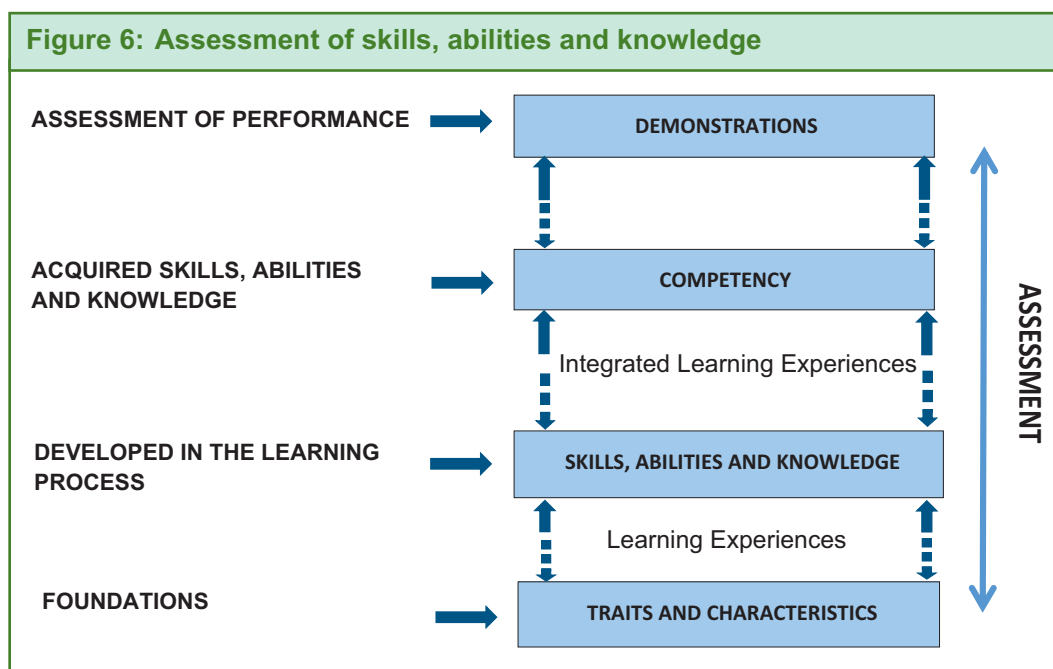 Figure 6: Assessment of skills, abilities and knowledge
ASSESSMENT OF PERFORMANCE
DEMONSTRATIONS
ACQUIRED SKILLS, ABILITIES
AND KNOWLEDGE
COMPETENCY
Integrated Learning Experiences
DEVELOPED IN THE LEARNING
PROCESS
SKILLS, ABILITIES AND KNOWLEDGE
Learning Experiences
FOUNDATIONS
TRAITS AND CHARACTERISTICS
ASSESSMENT